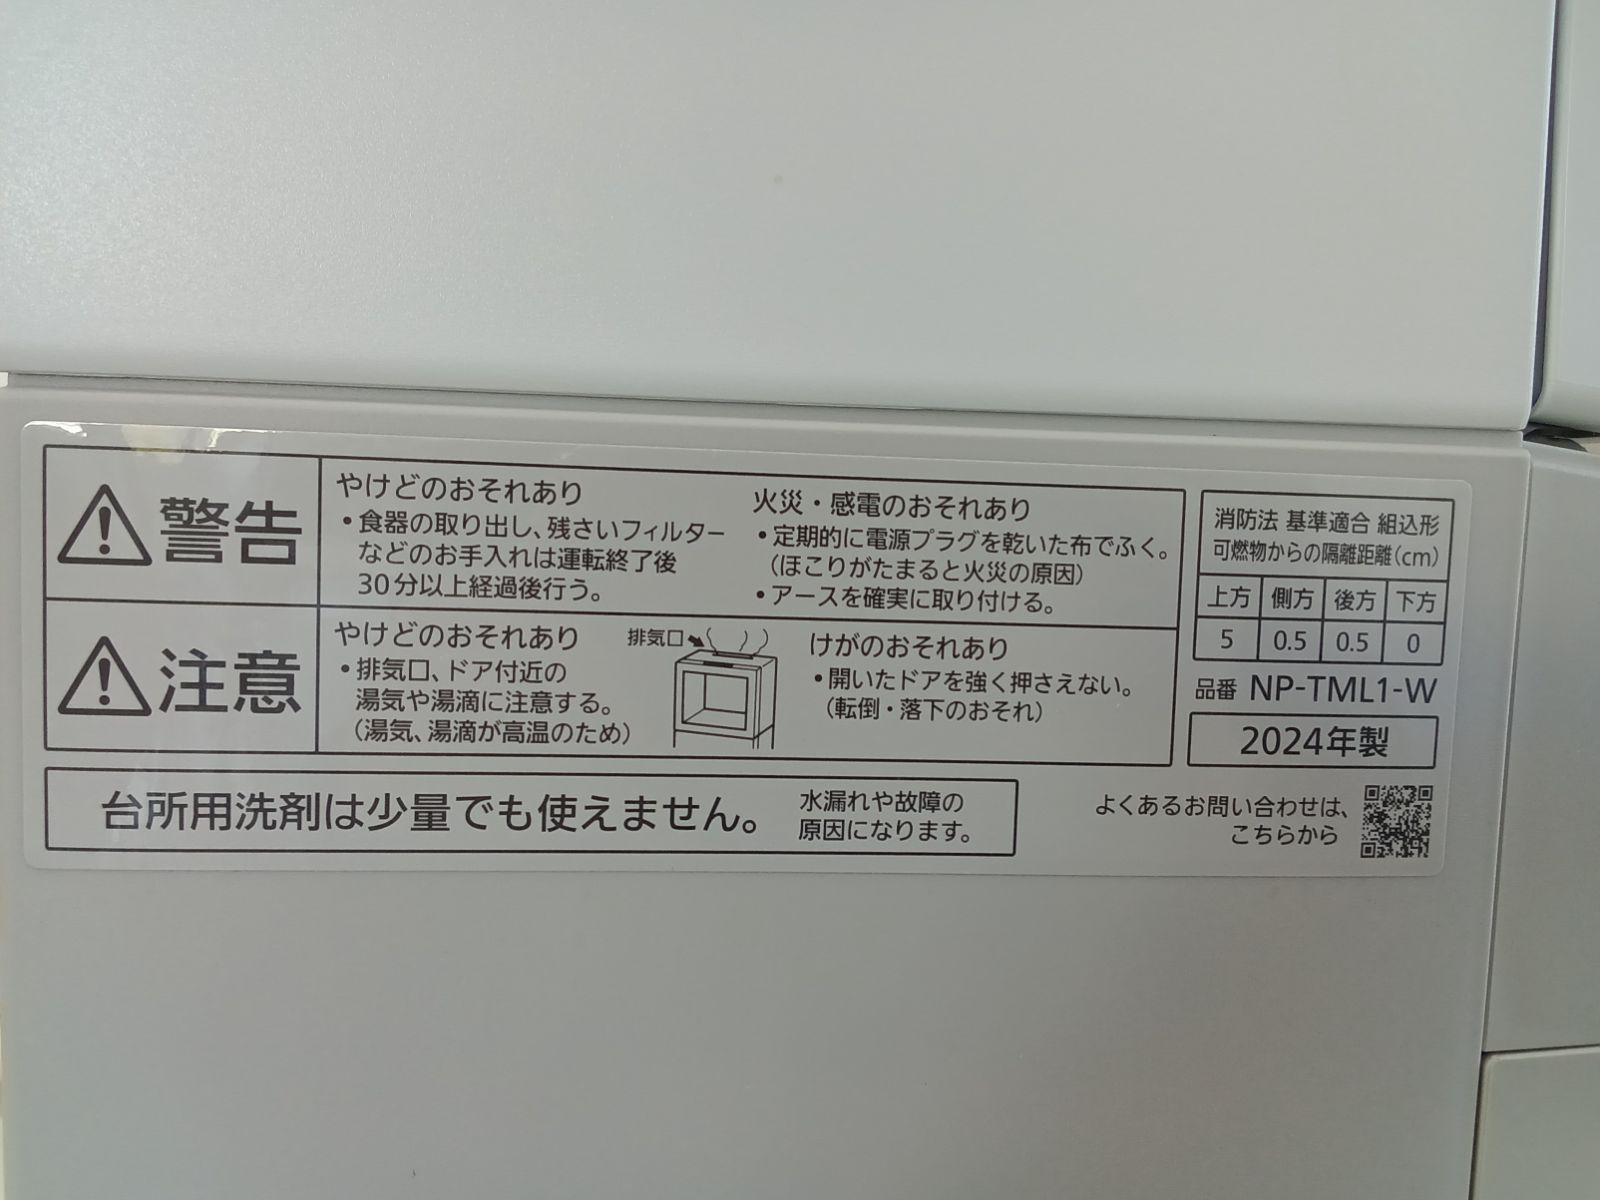 警告
やけどのおそれあり
・食器の取り出し、残さいフィルター
などのお手入れは運転終了後
30分以上経過後行う。
火災・感電のおそれあり
・定期的に電源プラグを乾いた布でふく。
（ほこりがたまると火災の原因）
・アースを確実に取り付ける。
注意
やけどのおそれあり
・排気口、ドア付近の
湯気や湯滴に注意する。
（湯気、湯滴が高温のため）
排気口
けがのおそれあり
・開いたドアを強く押さえない。
（転倒・落下のおそれ）
台所用洗剤は少量でも使えません。
水漏れや故障の
原因になります。
消防法 基準適合 組込形
可燃物からの隔離距離(cm)
上方 側方 後方 下方
5 0.5 0.5 0
品番 NP-TML1-W
2024年製
よくあるお問い合わせは、
こちらから